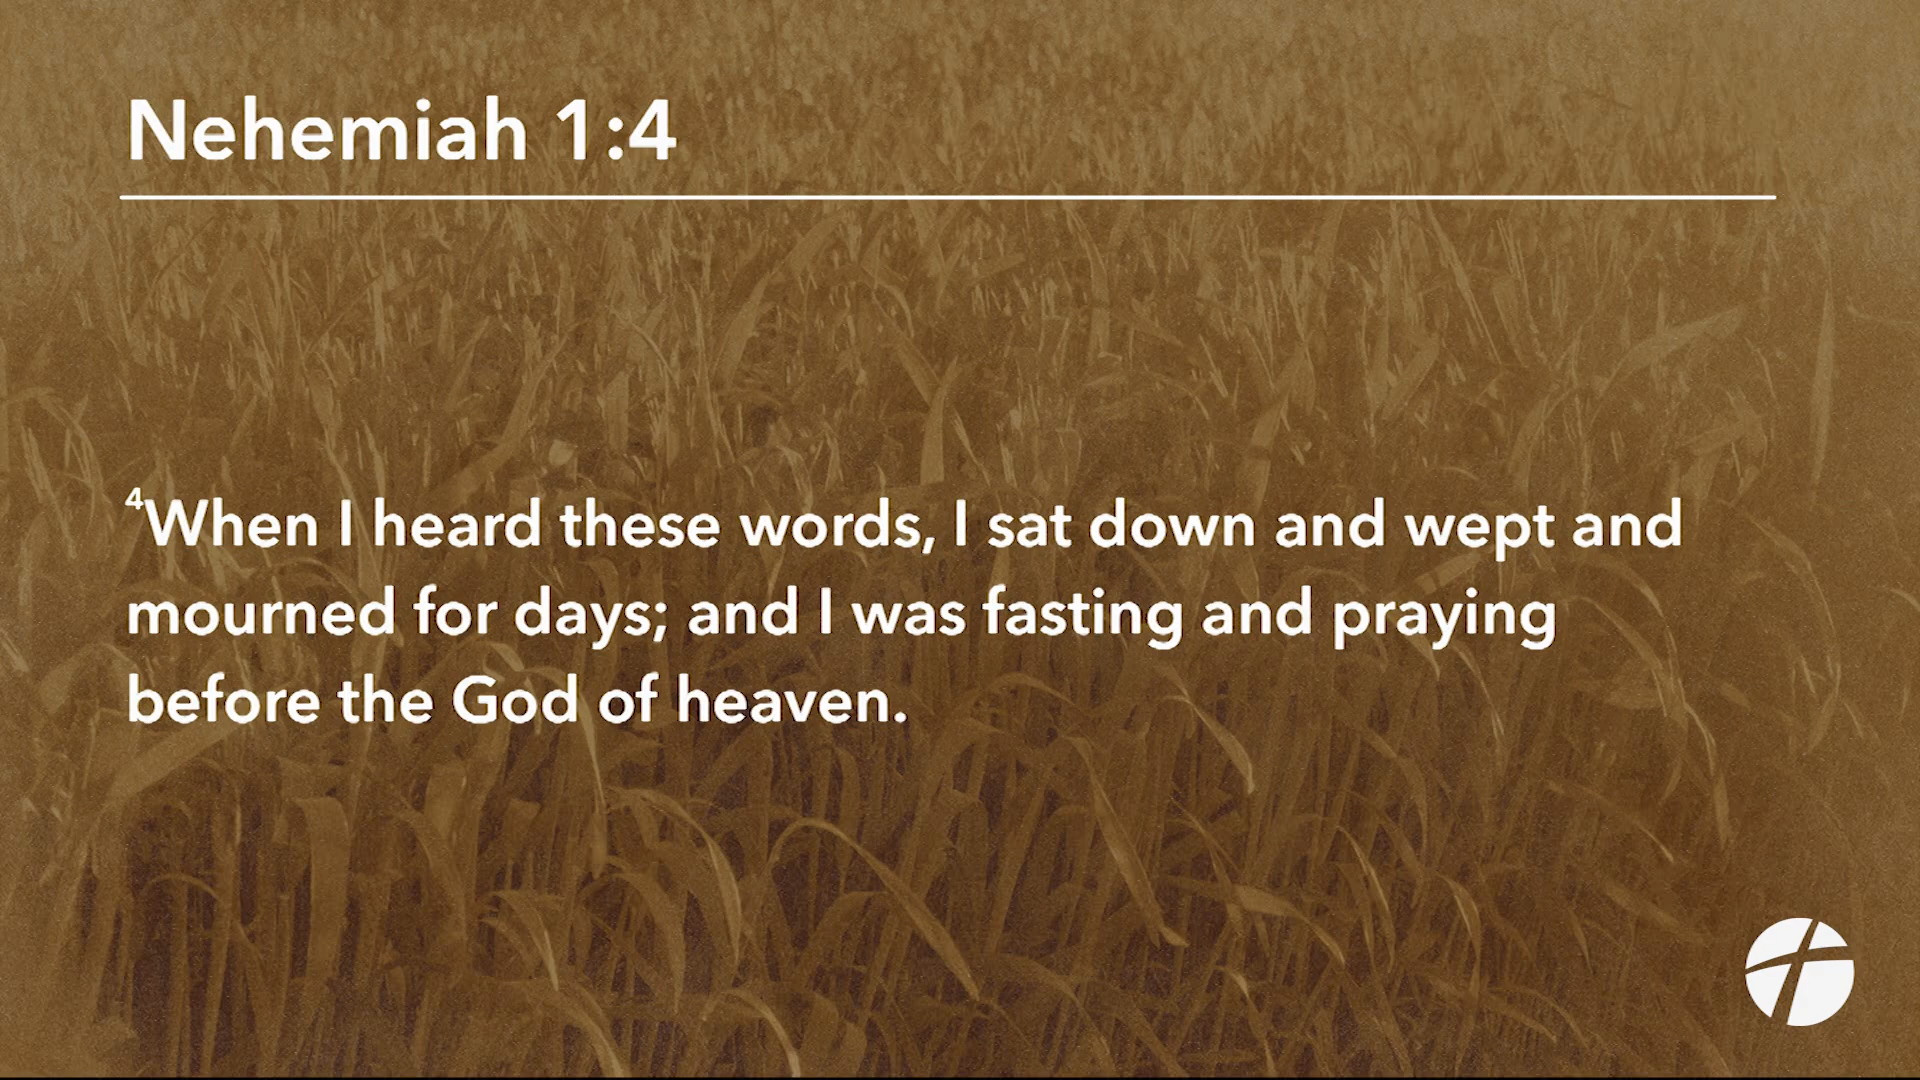 Nehemiah 1:4
⁴When I heard these words, I sat down and wept and
mourned for days; and I was fasting and praying
before the God of heaven.